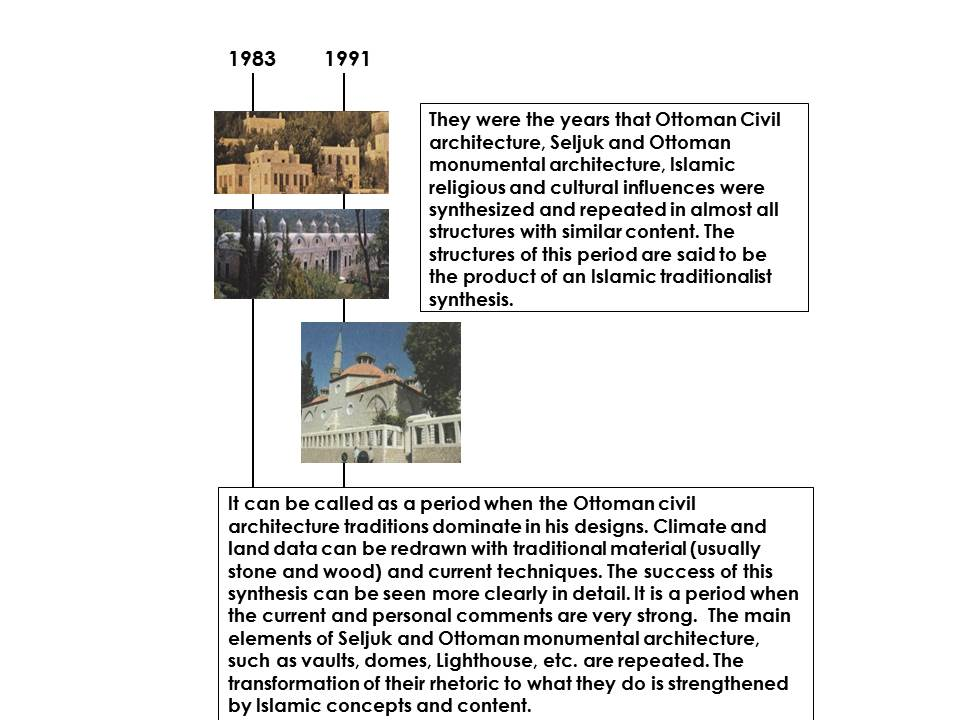 1983 1991
They were the years that Ottoman Civil
architecture, Seljuk and Ottoman
monumental architecture, Islamic
religious and cultural influences were
synthesized and repeated in almost all
structures with similar content. The
structures of this period are said to be
the product of an Islamic traditionalist
synthesis.
It can be called as a period when the Ottoman civil
architecture traditions dominate in his designs. Climate and
land data can be redrawn with traditional material (usually
stone and wood) and current techniques. The success of this
synthesis can be seen more clearly in detail. It is a period when
the current and personal comments are very strong.  The main
elements of Seljuk and Ottoman monumental architecture,
such as vaults, domes, Lighthouse, etc. are repeated. The
transformation of their rhetoric to what they do is strengthened
by Islamic concepts and content.